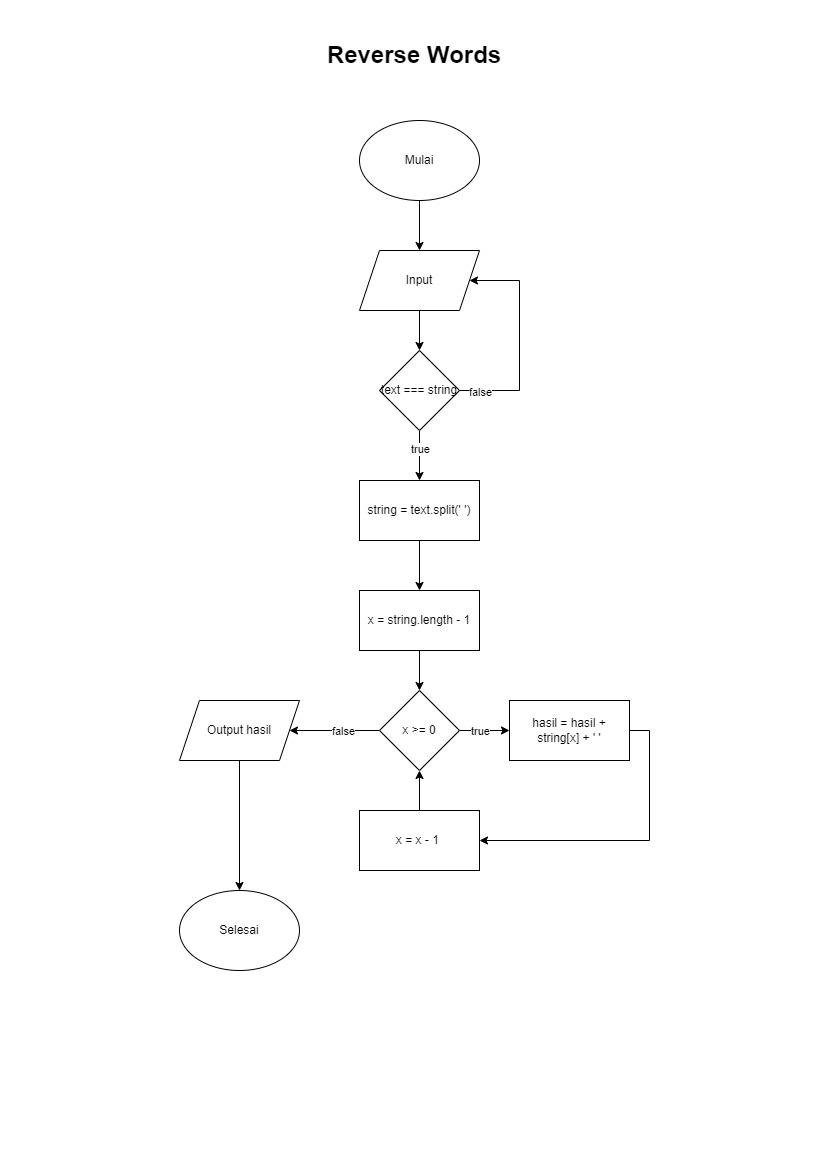 Reverse Words
Mulai
Input
text === string
false
true
string = text.split(' ')
x = string.length - 1
x >= 0
true
hasil = hasil +
string[x] + ' '
false
Output hasil
x = x - 1
Selesai